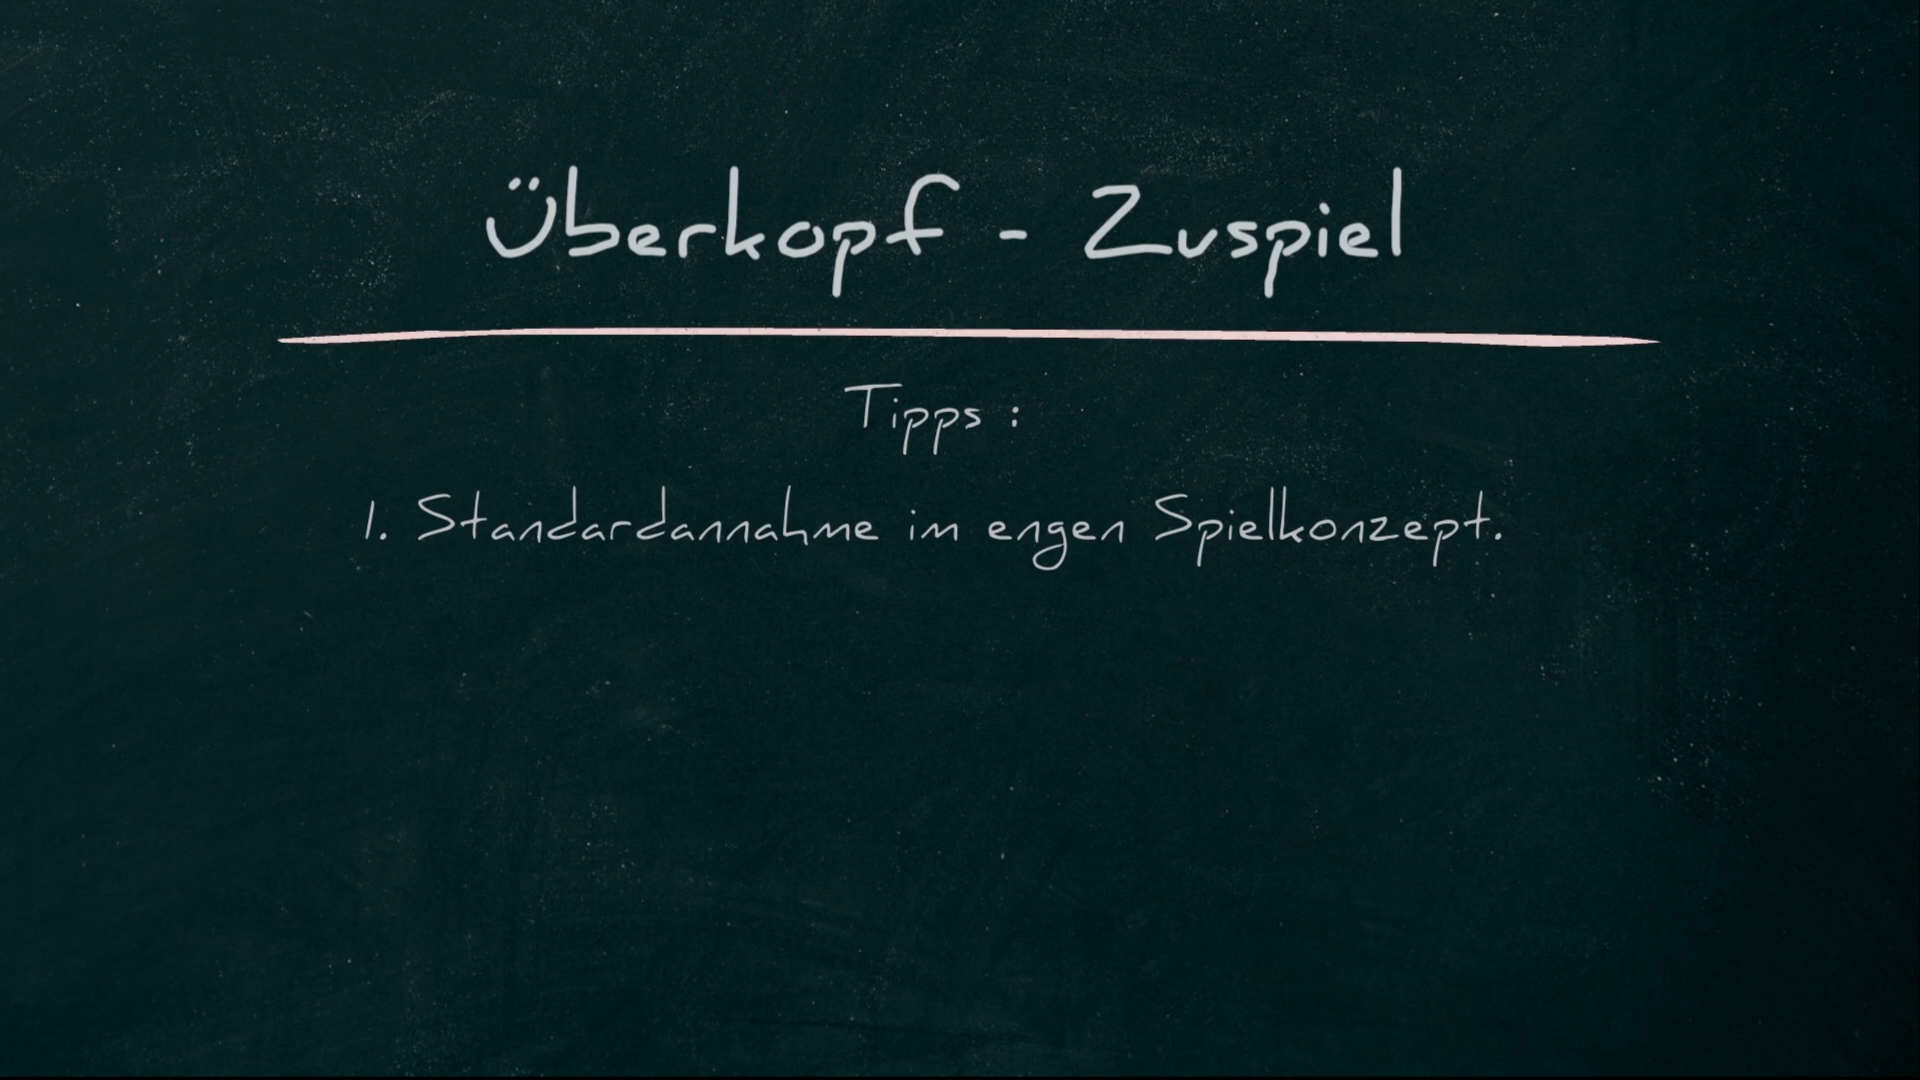 Überkopf - Zuspiel
Tipps :
1. Standardannahme im engen Spielkonzept.